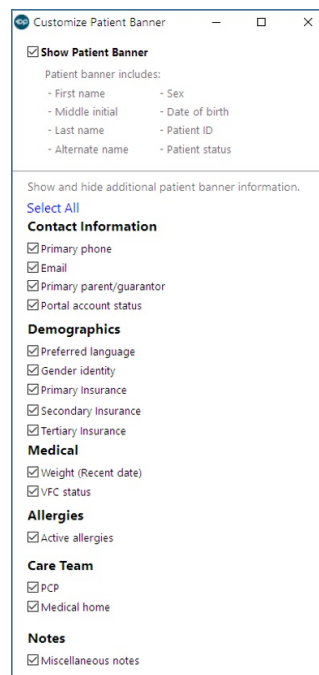 op Customize Patient Banner
Show Patient Banner
Patient banner includes:
- First name - Sex
- Middle initial - Date of birth
- Last name - Patient ID
- Alternate name - Patient status
Show and hide additional patient banner information.
Select All
Contact Information
Primary phone
Email
Primary parent/guarantor
Portal account status
Demographics
Preferred language
Gender identity
Primary Insurance
Secondary Insurance
Tertiary Insurance
Medical
Weight (Recent date)
VFC status
Allergies
Active allergies
Care Team
PCP
Medical home
Notes
Miscellaneous notes